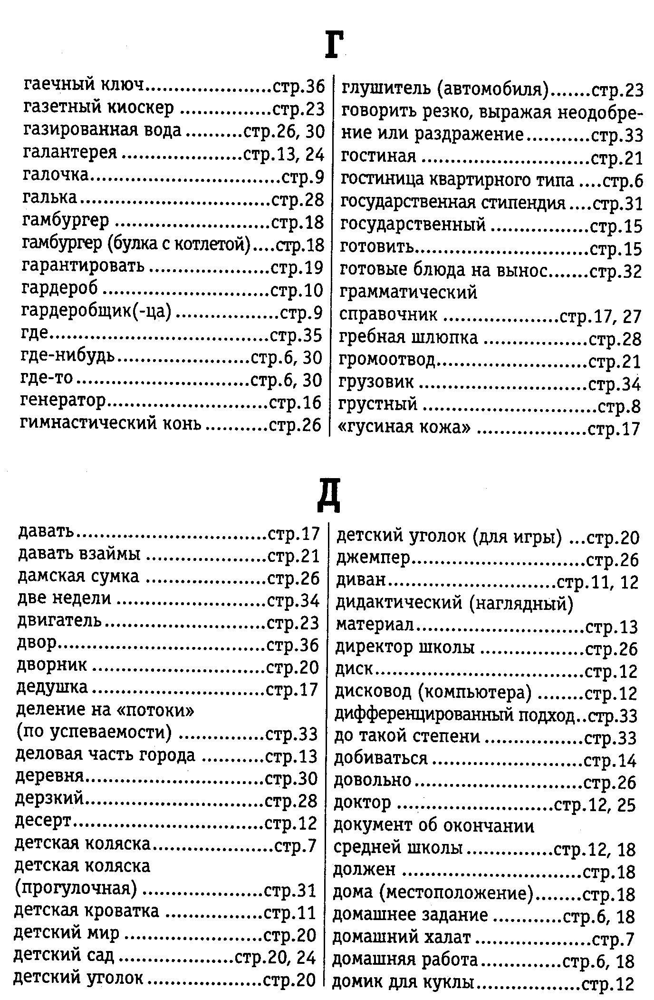 Г
гаечный ключ......................стр.36
газетный киоскер ................стр.23
газированная вода ..........стр.26, 30
галантерея .....................стр.13, 24
галочка.................................стр.9
галька.................................стр.28
гамбургер ...........................стр.18
гамбургер (булка с котлетой)....стр.18
гарантировать .....................стр.19
гардероб .............................стр.10
гардеробщик(-ца) ..................стр.9
где......................................стр.35
где-нибудь.......................стр.6, 30
где-то..............................стр.6, 30
генератор............................стр.16
гимнастический конь ...........стр.26
глушитель (автомобиля).......стр.23
говорить резко, выражая неодобре-
ние или раздражение...........стр.33
гостиная .............................стр.21
гостиница квартирного типа ....стр.6
государственная стипендия....стр.31
государственный .................стр.15
готовить..............................стр.15
готовые блюда на вынос.......стр.32
грамматический
справочник ....................стр.17, 27
гребная шлюпка ..................стр.28
громоотвод..........................стр.21
грузовик .............................стр.34
грустный ..............................стр.8
«гусиная кожа» ...................стр.17
Д
давать.................................стр.17
давать взаймы .....................стр.21
дамская сумка .....................стр.26
две недели ..........................стр.34
двигатель............................стр.23
двор....................................стр.36
дворник ..............................стр.20
дедушка ..............................стр.17
деление на «потоки»
(по успеваемости) ...............стр.33
деловая часть города ...........стр.13
деревня...............................стр.30
дерзкий...............................стр.28
десерт.................................стр.12
детская коляска.....................стр.7
детская коляска
(прогулочная) .....................стр.31
детская кроватка .................стр.11
детский мир ........................стр.20
детский сад ....................стр.20, 24
детский уголок ....................стр.20
детский уголок (для игры) ...стр.20
джемпер..............................стр.26
диван.............................стр.11, 12
дидактический (наглядный)
материал.............................стр.13
директор школы ..................стр.26
диск....................................стр.12
дисковод (компьютера) ........стр.12
дифференцированный подход..стр.33
до такой степени .................стр.33
добиваться ..........................стр.14
довольно.............................стр.26
доктор ...........................стр.12, 25
документ об окончании
средней школы...............стр.12, 18
должен ...............................стр.18
дома (местоположение)........стр.18
домашнее задание ............стр.6, 18
домашний халат....................стр.7
домашняя работа..............стр.6, 18
домик для куклы..................стр.12